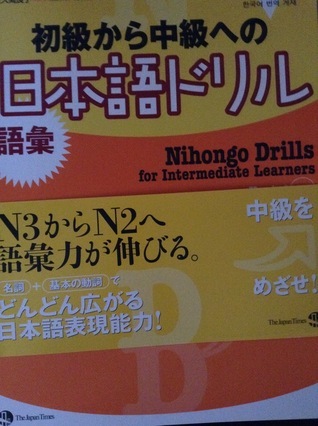 한국어 번역 게재
初級から中級への
日本語ドリル
語彙
Nihongo Drills
for Intermediate Learners
N3からN2へ
語彙力が伸びる。
名詞+基本の動詞で
どんどん広がる
日本語表現能力!
中級を
めざせ!
The Japan Times
The Japan Times